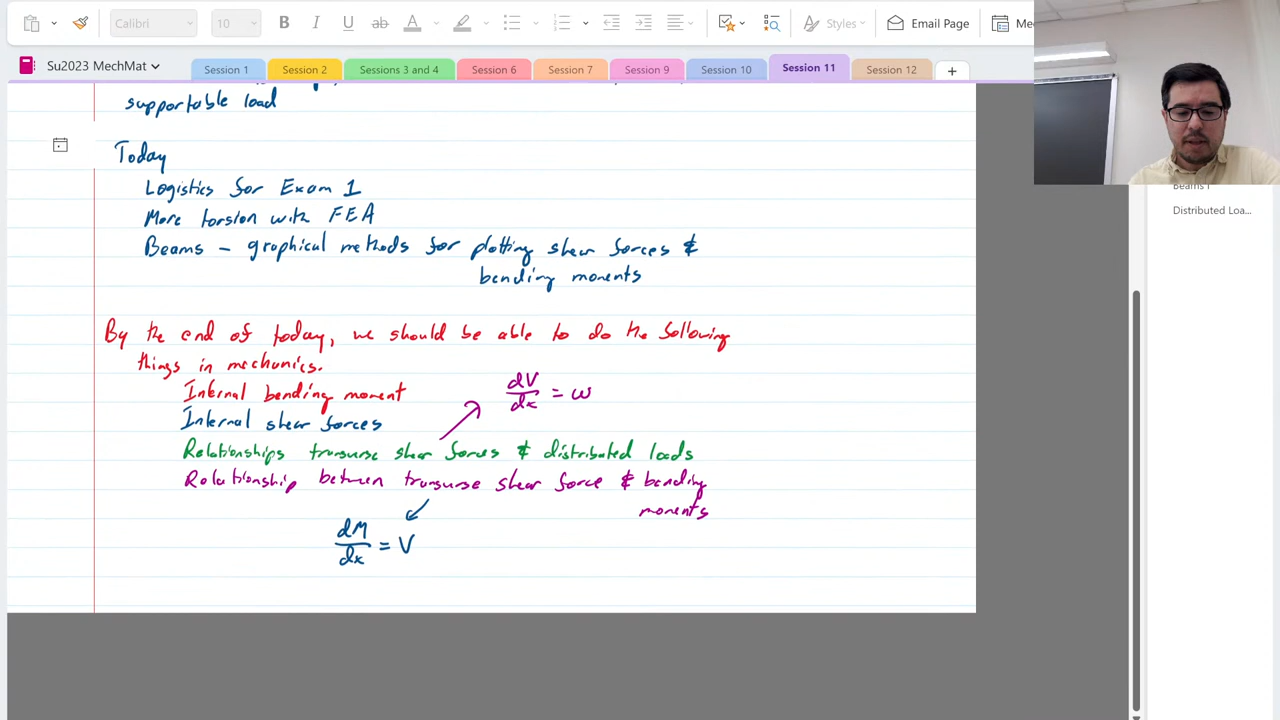 Calibri
10
B I U ab A
Styles
Email Page
Me
Su2023 MechMat
Session 1
Session 2
Sessions 3 and 4
Session 6
Session 7
Session 9
Session 10
Session 11
Session 12
supportable load
Today
Logistics for Exam 1
More torsion with FEA
Beams – graphical methods for plotting shear forces &
bending moments
By the end of today, we should be able to do the following
things in mechanics.
Internal bending moment
dV/dx = w
Internal shear forces
Relationships transverse shear forces & distributed loads
Relationship between transverse shear force & bending
moments
dM/dx = V
Distributed Loa...